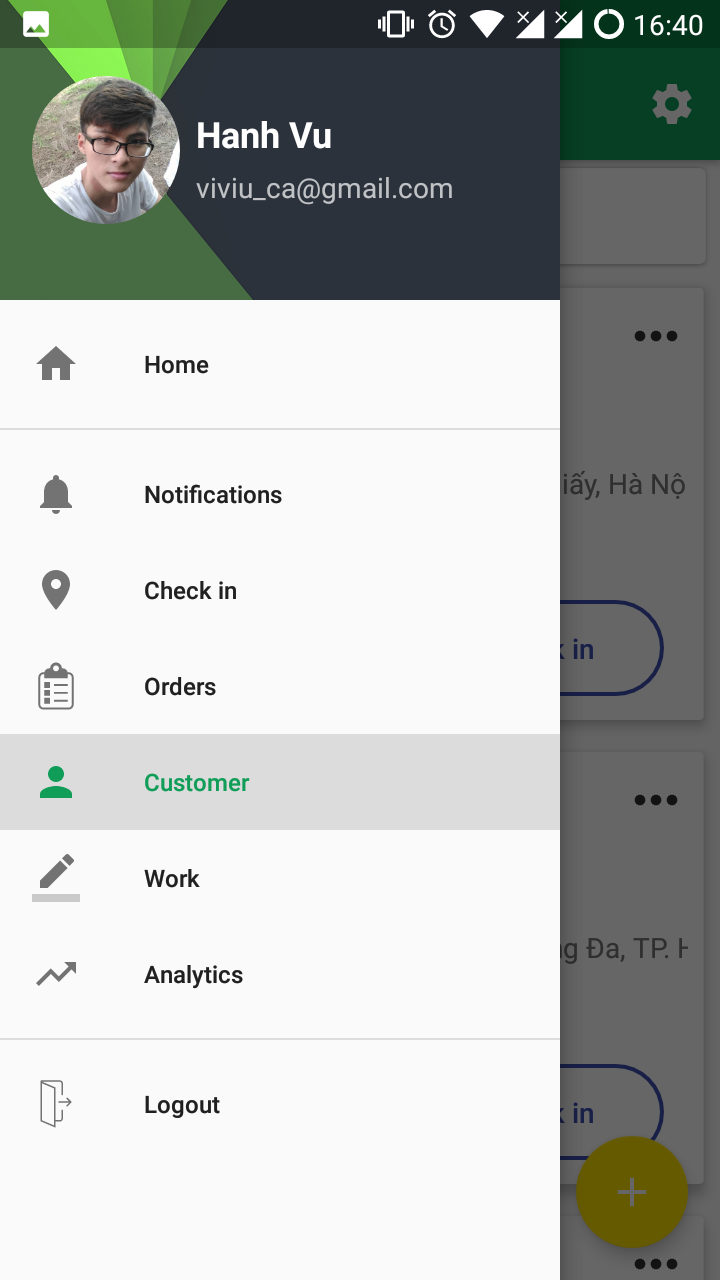 16:40
Hanh Vu
viviu_ca@gmail.com
Home
Notifications
iấy, Hà Nộ
Check in
in
Orders
Customer
Work
ng Đa, TP. H
Analytics
in
Logout